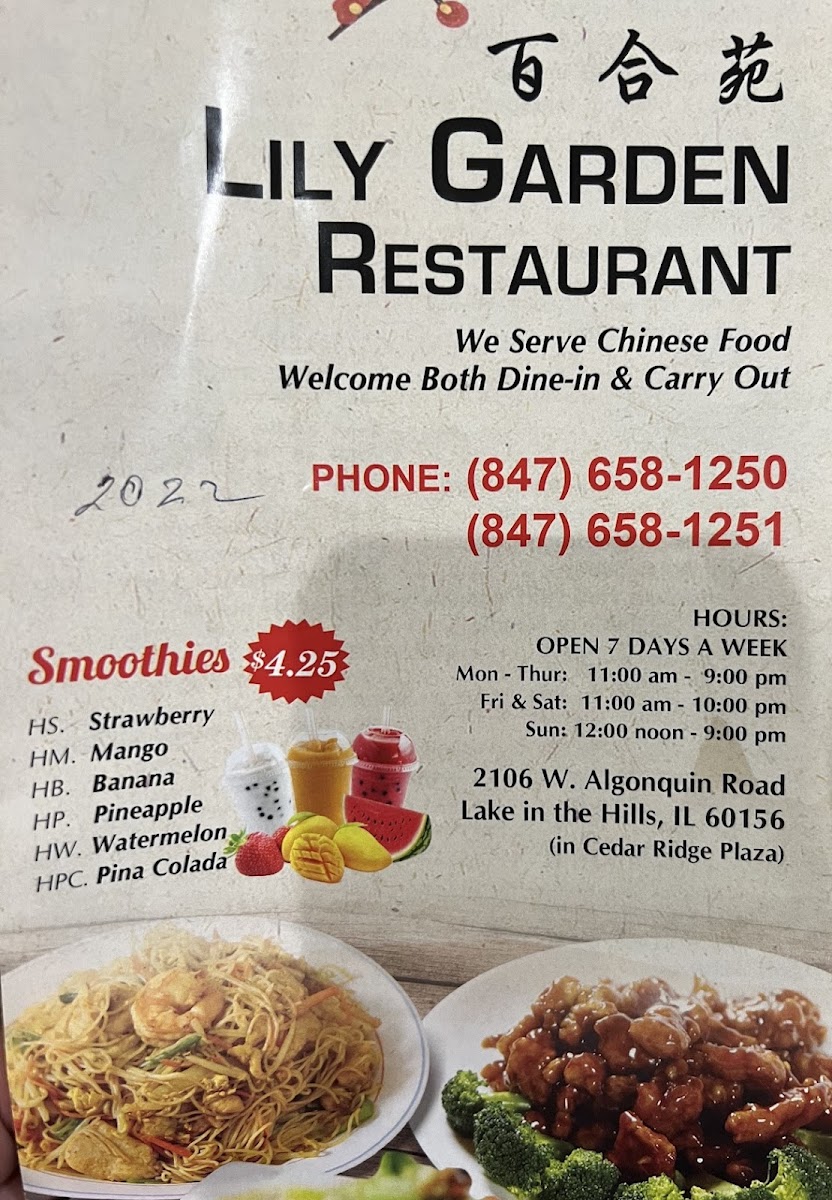 百合苑
LILY GARDEN
RESTAURANT
We Serve Chinese Food
Welcome Both Dine-in & Carry Out
2022
PHONE: (847) 658-1250
(847) 658-1251
Smoothies $4.25
HS. Strawberry
HM. Mango
HB. Banana
HP. Pineapple
HW. Watermelon
HPC. Pina Colada
HOURS:
OPEN 7 DAYS A WEEK
Mon - Thur: 11:00 am - 9:00 pm
Fri & Sat: 11:00 am - 10:00 pm
Sun: 12:00 noon - 9:00 pm
2106 W. Algonquin Road
Lake in the Hills, IL 60156
(in Cedar Ridge Plaza)